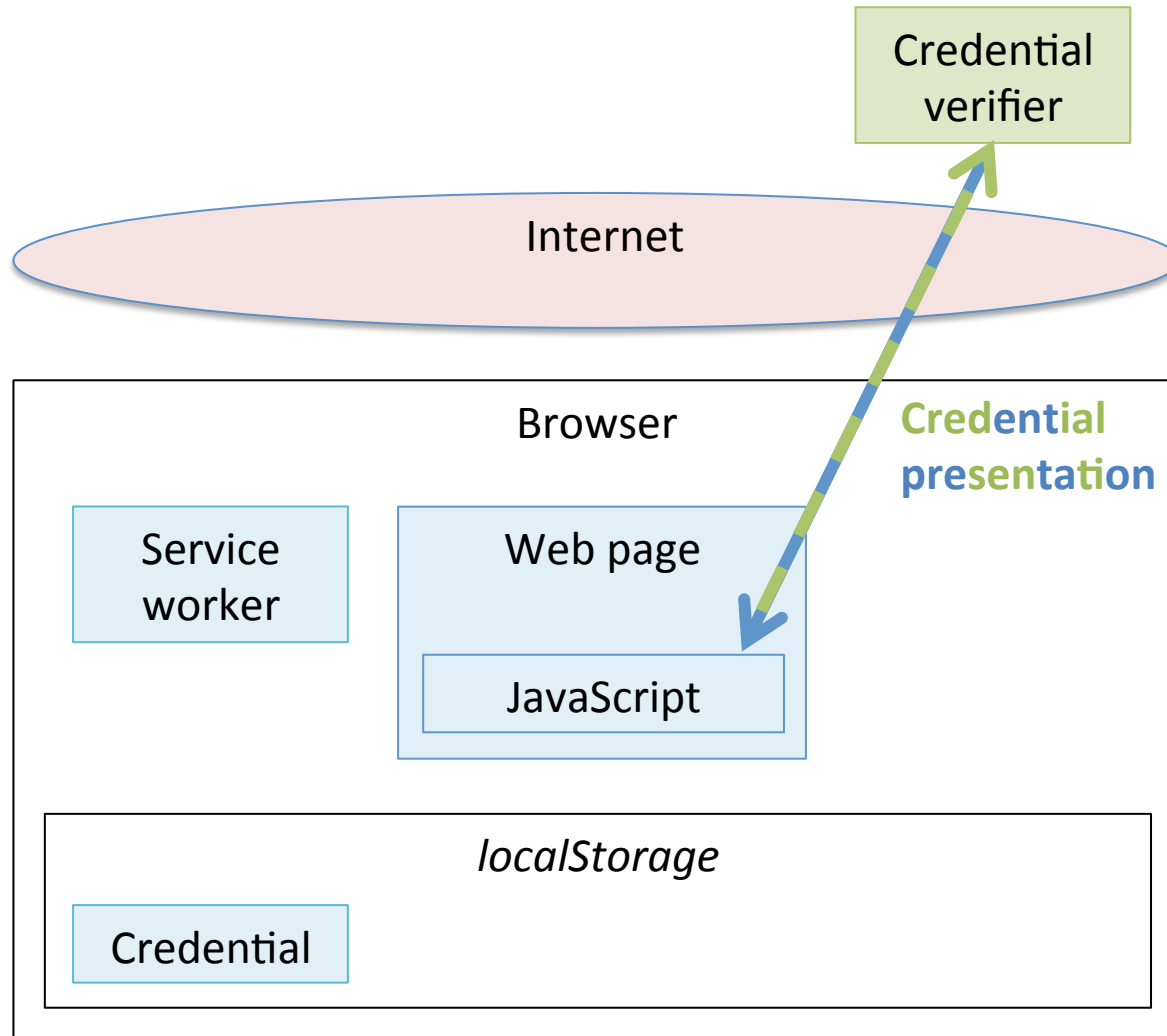 Credential
verifier
Internet
Browser
Credential
presentation
Service
worker
Web page
JavaScript
localStorage
Credential